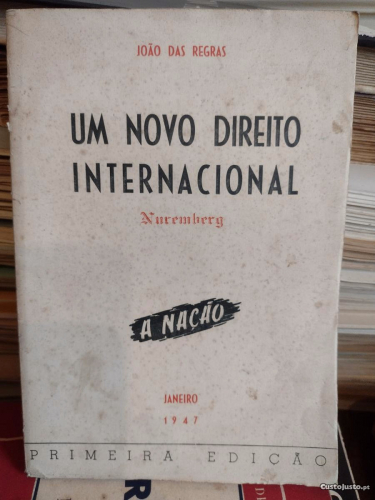 JOÃO DAS REGRAS
UM NOVO DIREITO
INTERNACIONAL
Nuremberg
A NAÇÃO
JANEIRO
1947
PRIMEIRA EDIÇÃO
CustoJusto.pt